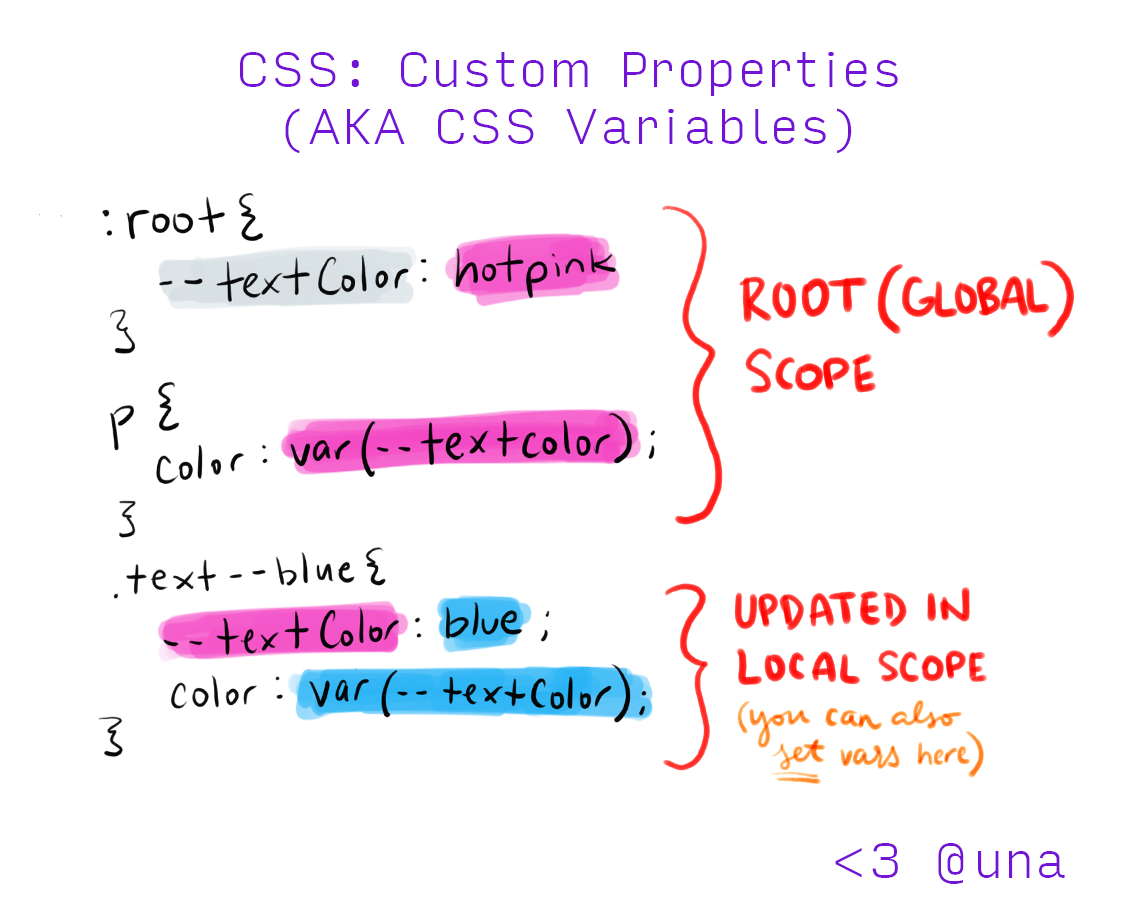 CSS: Custom Properties
(AKA CSS Variables)
:root {
--textColor: hotpink
}
p {
color: var(--textcolor);
}
ROOT (GLOBAL)
SCOPE
.text--blue {
--textColor: blue;
color: var(--textColor);
}
UPDATED IN
LOCAL SCOPE
(you can also
set vars here)
<3 @una